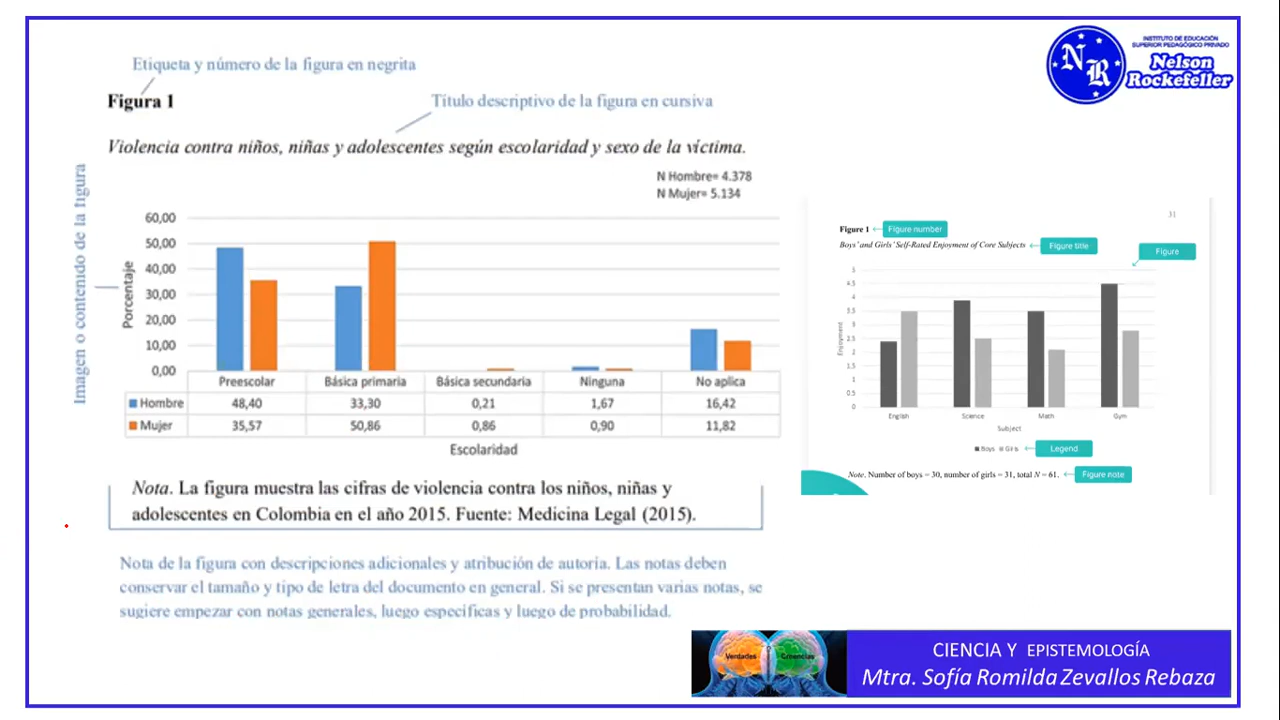 INSTITUTO DE EDUCACIÓN
SUPERIOR PEDAGÓGICO PRIVADO
Nelson
Rockefeller
N R
Etiqueta y número de la figura en negrita
Figura 1
Título descriptivo de la figura en cursiva
Violencia contra niños, niñas y adolescentes según escolaridad y sexo de la víctima.
Imagen o contenido de la figura
N Hombre= 4.378
N Mujer= 5.134
Porcentaje
60,00
50,00
40,00
30,00
20,00
10,00
0,00
Preescolar Básica primaria Básica secundaria Ninguna No aplica
Hombre 48,40 33,30 0,21 1,67 16,42
Mujer 35,57 50,86 0,86 0,90 11,82
Escolaridad
Nota. La figura muestra las cifras de violencia contra los niños, niñas y
adolescentes en Colombia en el año 2015. Fuente: Medicina Legal (2015).
Nota de la figura con descripciones adicionales y atribución de autoría. Las notas deben
conservar el tamaño y tipo de letra del documento en general. Si se presentan varias notas, se
sugiere empezar con notas generales, luego específicas y luego de probabilidad.
31
Figure 1 Figure number
Boys' and Girls' Self-Rated Enjoyment of Core Subjects Figure title
Figure
Enjoyment
5
4.5
4
3.5
3
2.5
2
1.5
1
0.5
0
English Science Math Gym
Subject
Boys Girls Legend
Note. Number of boys = 30, number of girls = 31, total N = 61. Figure note
Verdades Creencias
CIENCIA Y EPISTEMOLOGÍA
Mtra. Sofía Romilda Zevallos Rebaza